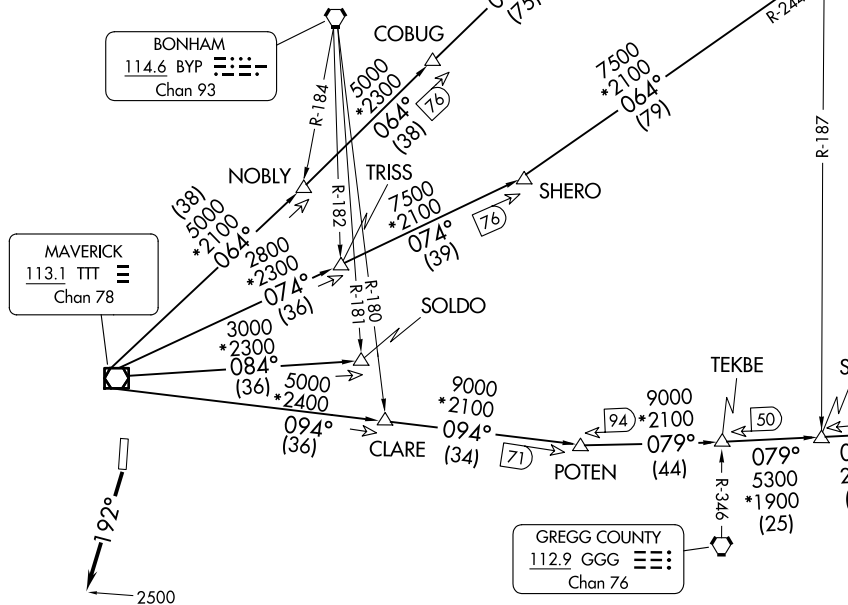 (75)
R-244
BONHAM
114.6 BYP
Chan 93
COBUG
5000
*2300
064°
(38)
76
7500
*2100
064°
(79)
R-184
R-187
NOBLY
TRISS
(38)
5000
*2100
064°
R-182
7500
*2100
074°
(39)
76
SHERO
MAVERICK
113.1 TTT
Chan 78
2800
*2300
074°
(36)
R-181
R-180
SOLDO
3000
*2300
084°
(36)
5000
*2400
094°
(36)
CLARE
9000
*2100
094°
(34)
71
POTEN
94
9000
*2100
079°
(44)
TEKBE
50
S
079°
5300
*1900
(25)
0
2
(
R-346
192°
2500
GREGG COUNTY
112.9 GGG
Chan 76